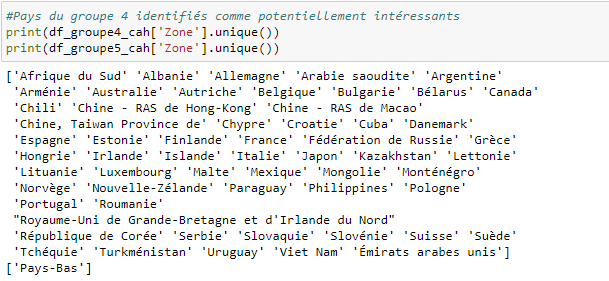 #Pays du groupe 4 identifiés comme potentiellement intéressants
print(df_groupe4_cah['Zone'].unique())
print(df_groupe5_cah['Zone'].unique())
['Afrique du Sud' 'Albanie' 'Allemagne' 'Arabie saoudite' 'Argentine'
'Arménie' 'Australie' 'Autriche' 'Belgique' 'Bulgarie' 'Bélarus' 'Canada'
'Chili' 'Chine - RAS de Hong-Kong' 'Chine - RAS de Macao'
'Chine, Taiwan Province de' 'Chypre' 'Croatie' 'Cuba' 'Danemark'
'Espagne' 'Estonie' 'Finlande' 'France' 'Fédération de Russie' 'Grèce'
'Hongrie' 'Irlande' 'Islande' 'Italie' 'Japon' 'Kazakhstan' 'Lettonie'
'Lituanie' 'Luxembourg' 'Malte' 'Mexique' 'Mongolie' 'Monténégro'
'Norvège' 'Nouvelle-Zélande' 'Paraguay' 'Philippines' 'Pologne'
'Portugal' 'Roumanie'
"Royaume-Uni de Grande-Bretagne et d'Irlande du Nord"
'République de Corée' 'Serbie' 'Slovaquie' 'Slovénie' 'Suisse' 'Suède'
'Tchéquie' 'Turkménistan' 'Uruguay' 'Viet Nam' 'Émirats arabes unis']
['Pays-Bas']